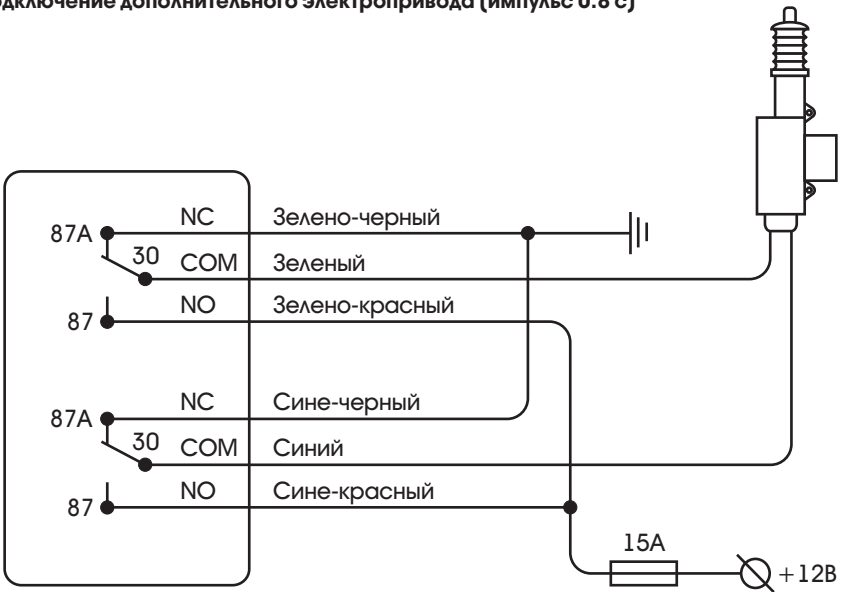 дключение дополнительного электропривода (импульс 0.8 с)
NC Зелено-черный
87A
30 COM Зеленый
NO Зелено-красный
87
NC Сине-черный
87A
30 COM Синий
NO Сине-красный
87
15А
+12В